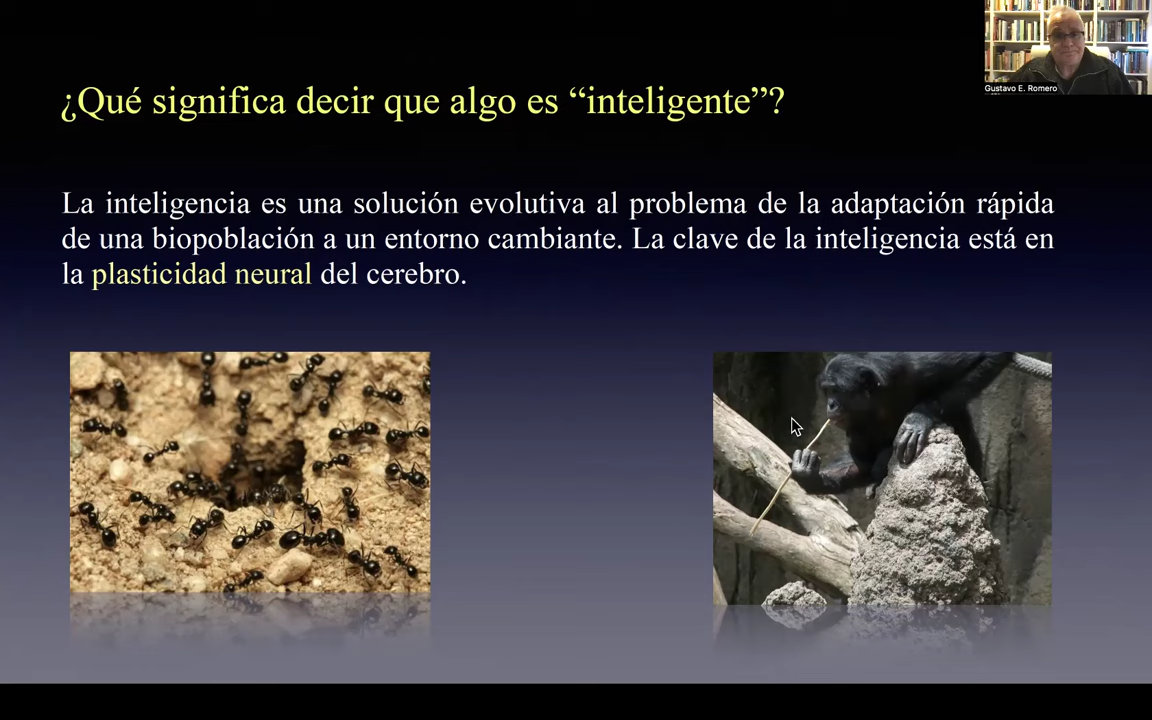 Gustavo E. Romero
¿Qué significa decir que algo es “inteligente”?
La inteligencia es una solución evolutiva al problema de la adaptación rápida
de una biopoblación a un entorno cambiante. La clave de la inteligencia está en
la plasticidad neural del cerebro.